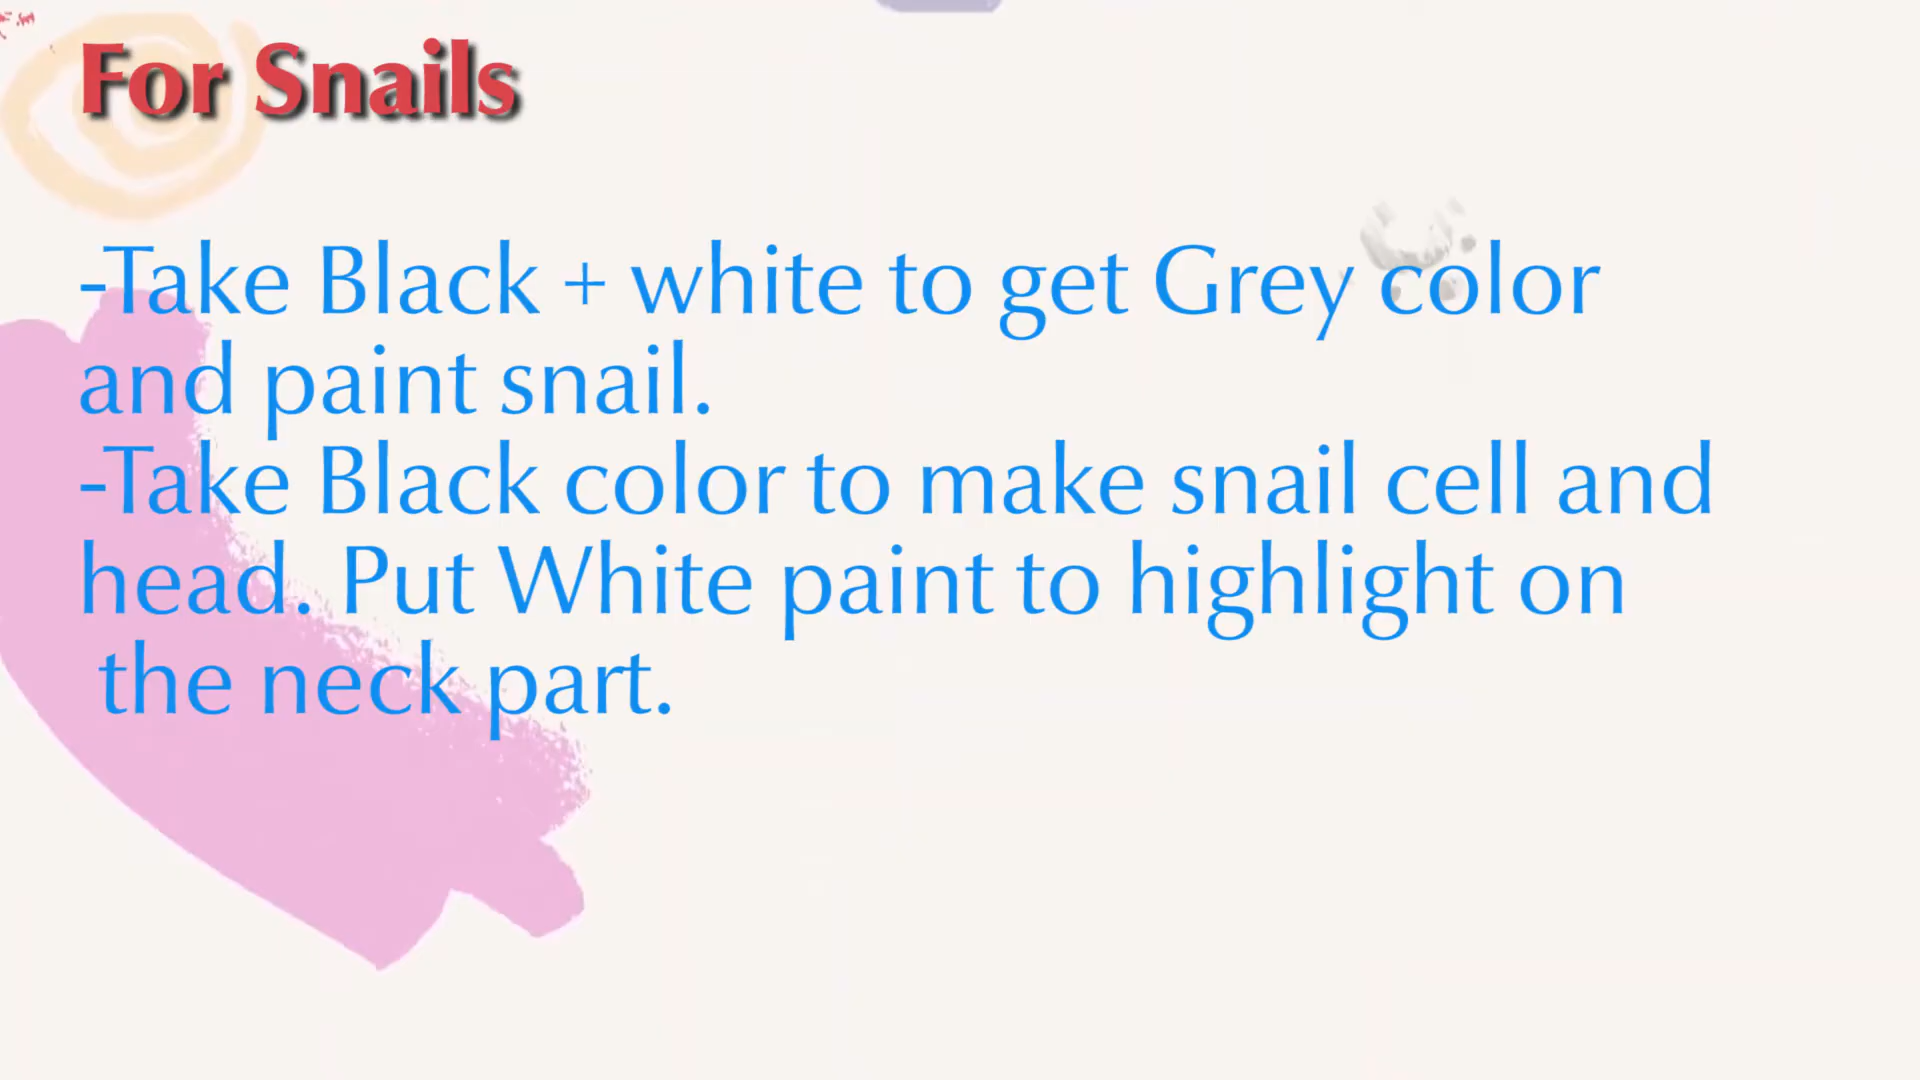 For Snails
-Take Black + white to get Grey color
and paint snail.
-Take Black color to make snail cell and
head. Put White paint to highlight on
the neck part.